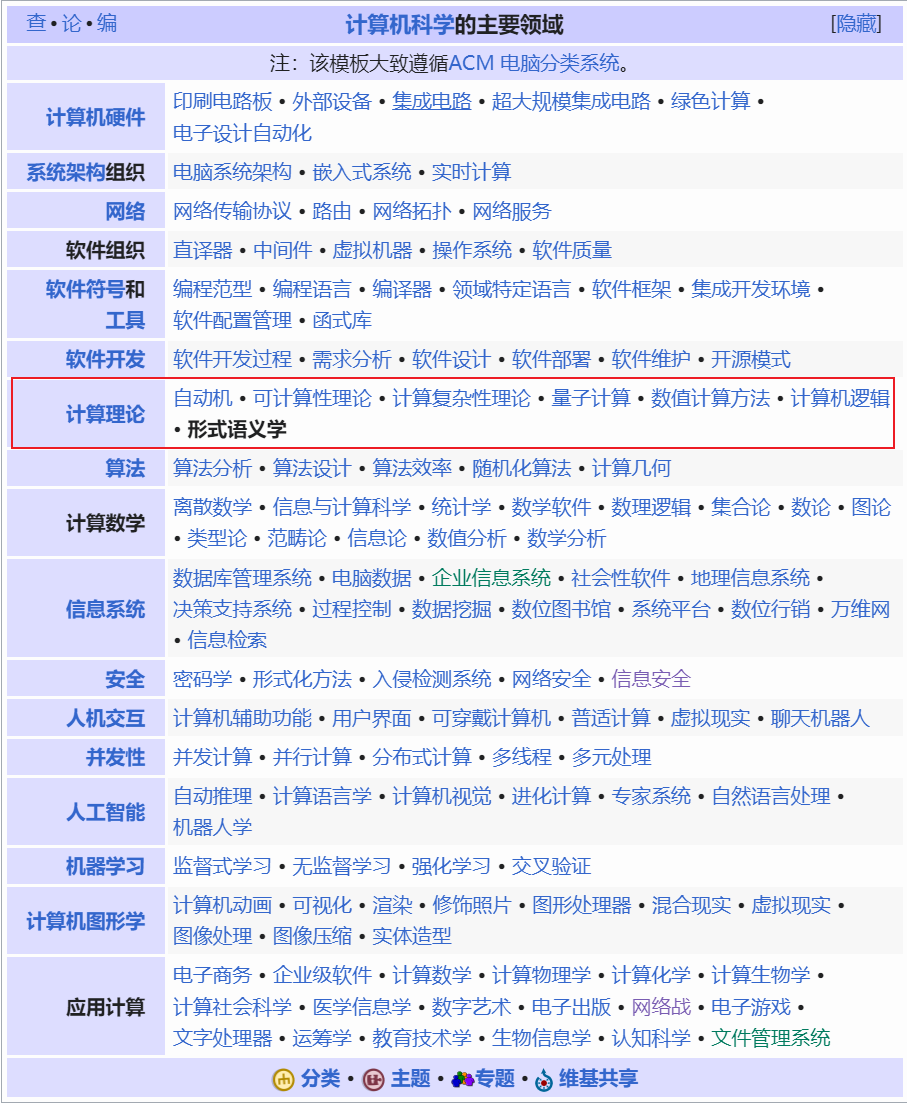 查 • 论 • 编 计算机科学的主要领域 [隐藏]
注：该模板大致遵循ACM 电脑分类系统。
计算机硬件 印刷电路板 • 外部设备 • 集成电路 • 超大规模集成电路 • 绿色计算 •
电子设计自动化
系统架构组织 电脑系统架构 • 嵌入式系统 • 实时计算
网络 网络传输协议 • 路由 • 网络拓扑 • 网络服务
软件组织 直译器 • 中间件 • 虚拟机器 • 操作系统 • 软件质量
软件符号和 编程范型 • 编程语言 • 编译器 • 领域特定语言 • 软件框架 • 集成开发环境 •
工具 软件配置管理 • 函式库
软件开发 软件开发过程 • 需求分析 • 软件设计 • 软件部署 • 软件维护 • 开源模式
计算理论 自动机 • 可计算性理论 • 计算复杂性理论 • 量子计算 • 数值计算方法 • 计算机逻辑
• 形式语义学
算法 算法分析 • 算法设计 • 算法效率 • 随机化算法 • 计算几何
计算数学 离散数学 • 信息与计算科学 • 统计学 • 数学软件 • 数理逻辑 • 集合论 • 数论 • 图论
• 类型论 • 范畴论 • 信息论 • 数值分析 • 数学分析
信息系统 数据库管理系统 • 电脑数据 • 企业信息系统 • 社会性软件 • 地理信息系统 •
决策支持系统 • 过程控制 • 数据挖掘 • 数位图书馆 • 系统平台 • 数位行销 • 万维网
• 信息检索
安全 密码学 • 形式化方法 • 入侵检测系统 • 网络安全 • 信息安全
人机交互 计算机辅助功能 • 用户界面 • 可穿戴计算机 • 普适计算 • 虚拟现实 • 聊天机器人
并发性 并发计算 • 并行计算 • 分布式计算 • 多线程 • 多元处理
人工智能 自动推理 • 计算语言学 • 计算机视觉 • 进化计算 • 专家系统 • 自然语言处理 •
机器人学
机器学习 监督式学习 • 无监督学习 • 强化学习 • 交叉验证
计算机图形学 计算机动画 • 可视化 • 渲染 • 修饰照片 • 图形处理器 • 混合现实 • 虚拟现实 •
图像处理 • 图像压缩 • 实体造型
应用计算 电子商务 • 企业级软件 • 计算数学 • 计算物理学 • 计算化学 • 计算生物学 •
计算社会科学 • 医学信息学 • 数字艺术 • 电子出版 • 网络战 • 电子游戏 •
文字处理器 • 运筹学 • 教育技术学 • 生物信息学 • 认知科学 • 文件管理系统
分类 • 主题 • 专题 • 维基共享